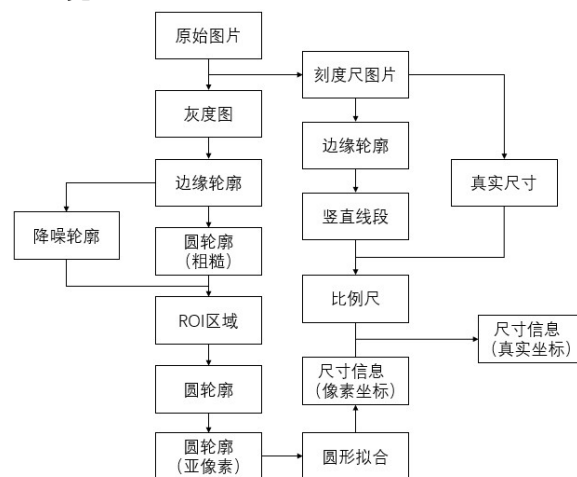 原始图片
刻度尺图片
灰度图
边缘轮廓
边缘轮廓
真实尺寸
降噪轮廓
竖直线段
圆轮廓
（粗糙）
比例尺
ROI区域
尺寸信息
（真实坐标）
圆轮廓
尺寸信息
（像素坐标）
圆轮廓
（亚像素）
圆形拟合